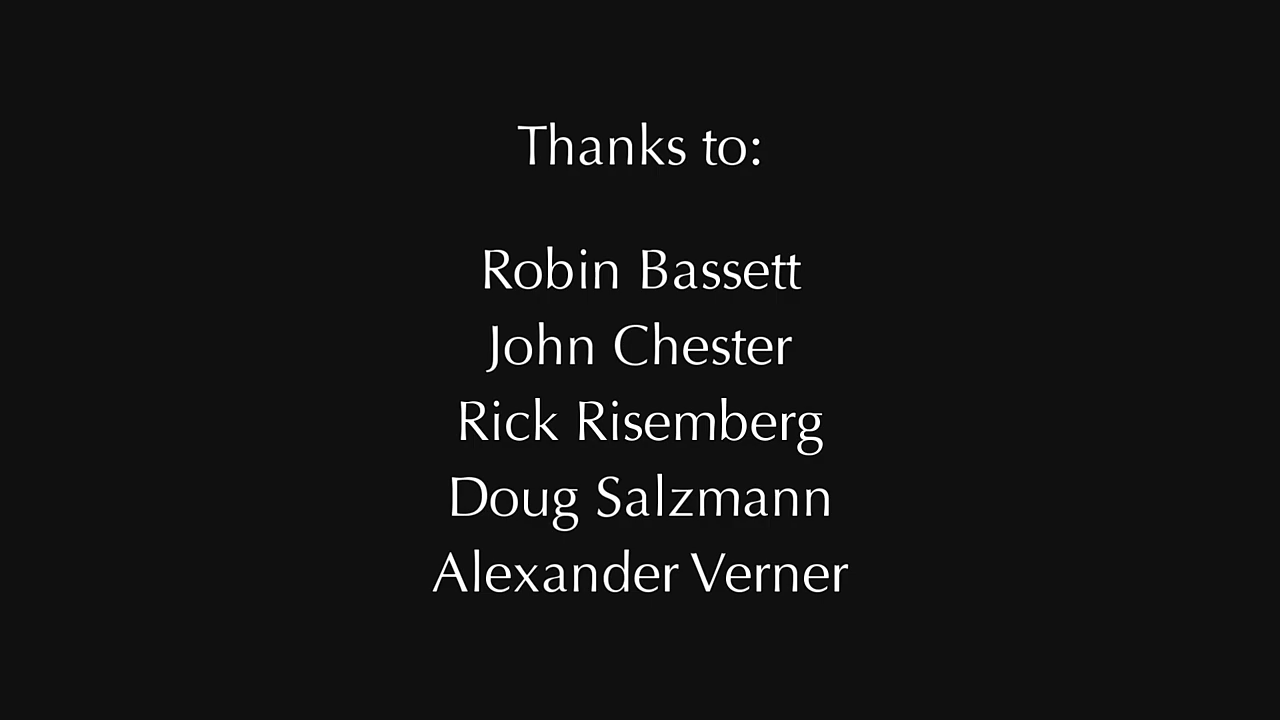 Thanks to:
Robin Bassett
John Chester
Rick Risemberg
Doug Salzmann
Alexander Verner